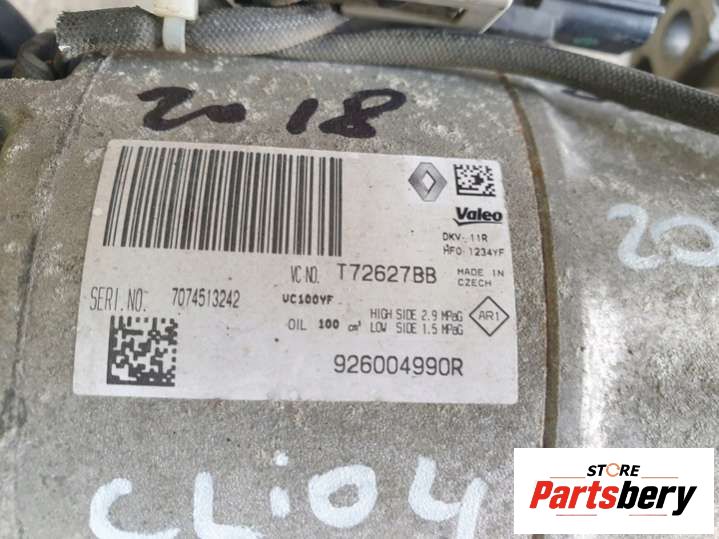 2018
Valeo
DKV-11R
HFO-1234YF
VC NO. T72627BB
MADE IN CZECH
SERI.NO. 7074513242
VC100YF
OIL 100 cm³
HIGH SIDE 2.9 MPaG
LOW SIDE 1.5 MPaG
AR1
926004990R
20
CLiO4
STORE
Partsbery